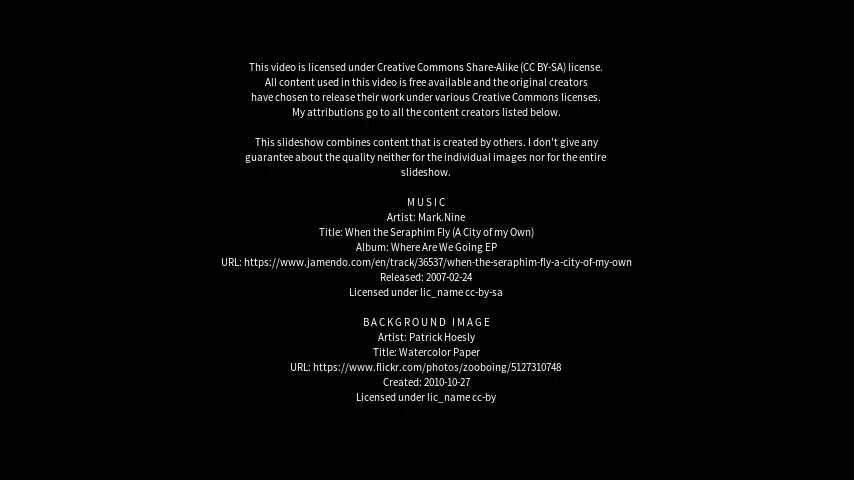 This video is licensed under Creative Commons Share-Alike (CC BY-SA) license.
All content used in this video is free available and the original creators
have chosen to release their work under various Creative Commons licenses.
My attributions go to all the content creators listed below.
This slideshow combines content that is created by others. I don't give any
guarantee about the quality neither for the individual images nor for the entire
slideshow.
MUSIC
Artist: Mark.Nine
Title: When the Seraphim Fly (A City of my Own)
Album: Where Are We Going EP
URL: https://www.jamendo.com/en/track/36537/when-the-seraphim-fly-a-city-of-my-own
Released: 2007-02-24
Licensed under lic_name cc-by-sa
BACKGROUND IMAGE
Artist: Patrick Hoesly
Title: Watercolor Paper
URL: https://www.flickr.com/photos/zooboing/5127310748
Created: 2010-10-27
Licensed under lic_name cc-by